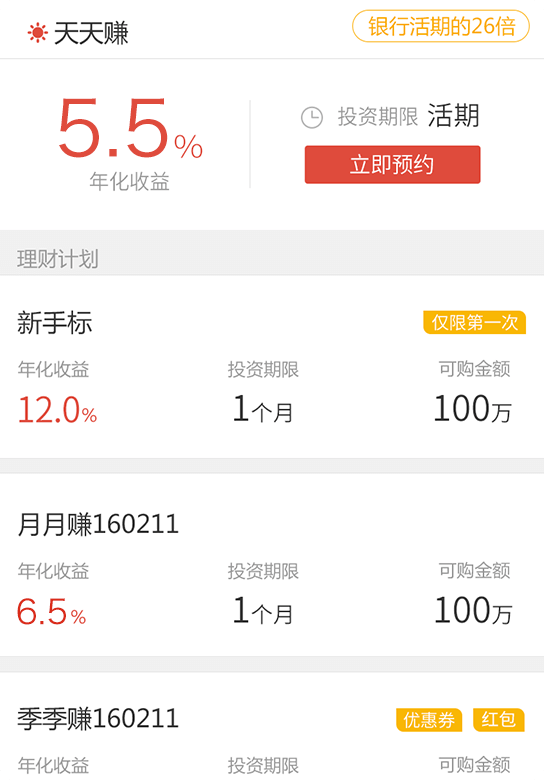 天天赚 银行活期的26倍
5.5% 投资期限 活期
年化收益 立即预约
理财计划
新手标 仅限第一次
年化收益 投资期限 可购金额
12.0% 1个月 100万
月月赚160211
年化收益 投资期限 可购金额
6.5% 1个月 100万
季季赚160211 优惠券 红包
年化收益 投资期限 可购金额